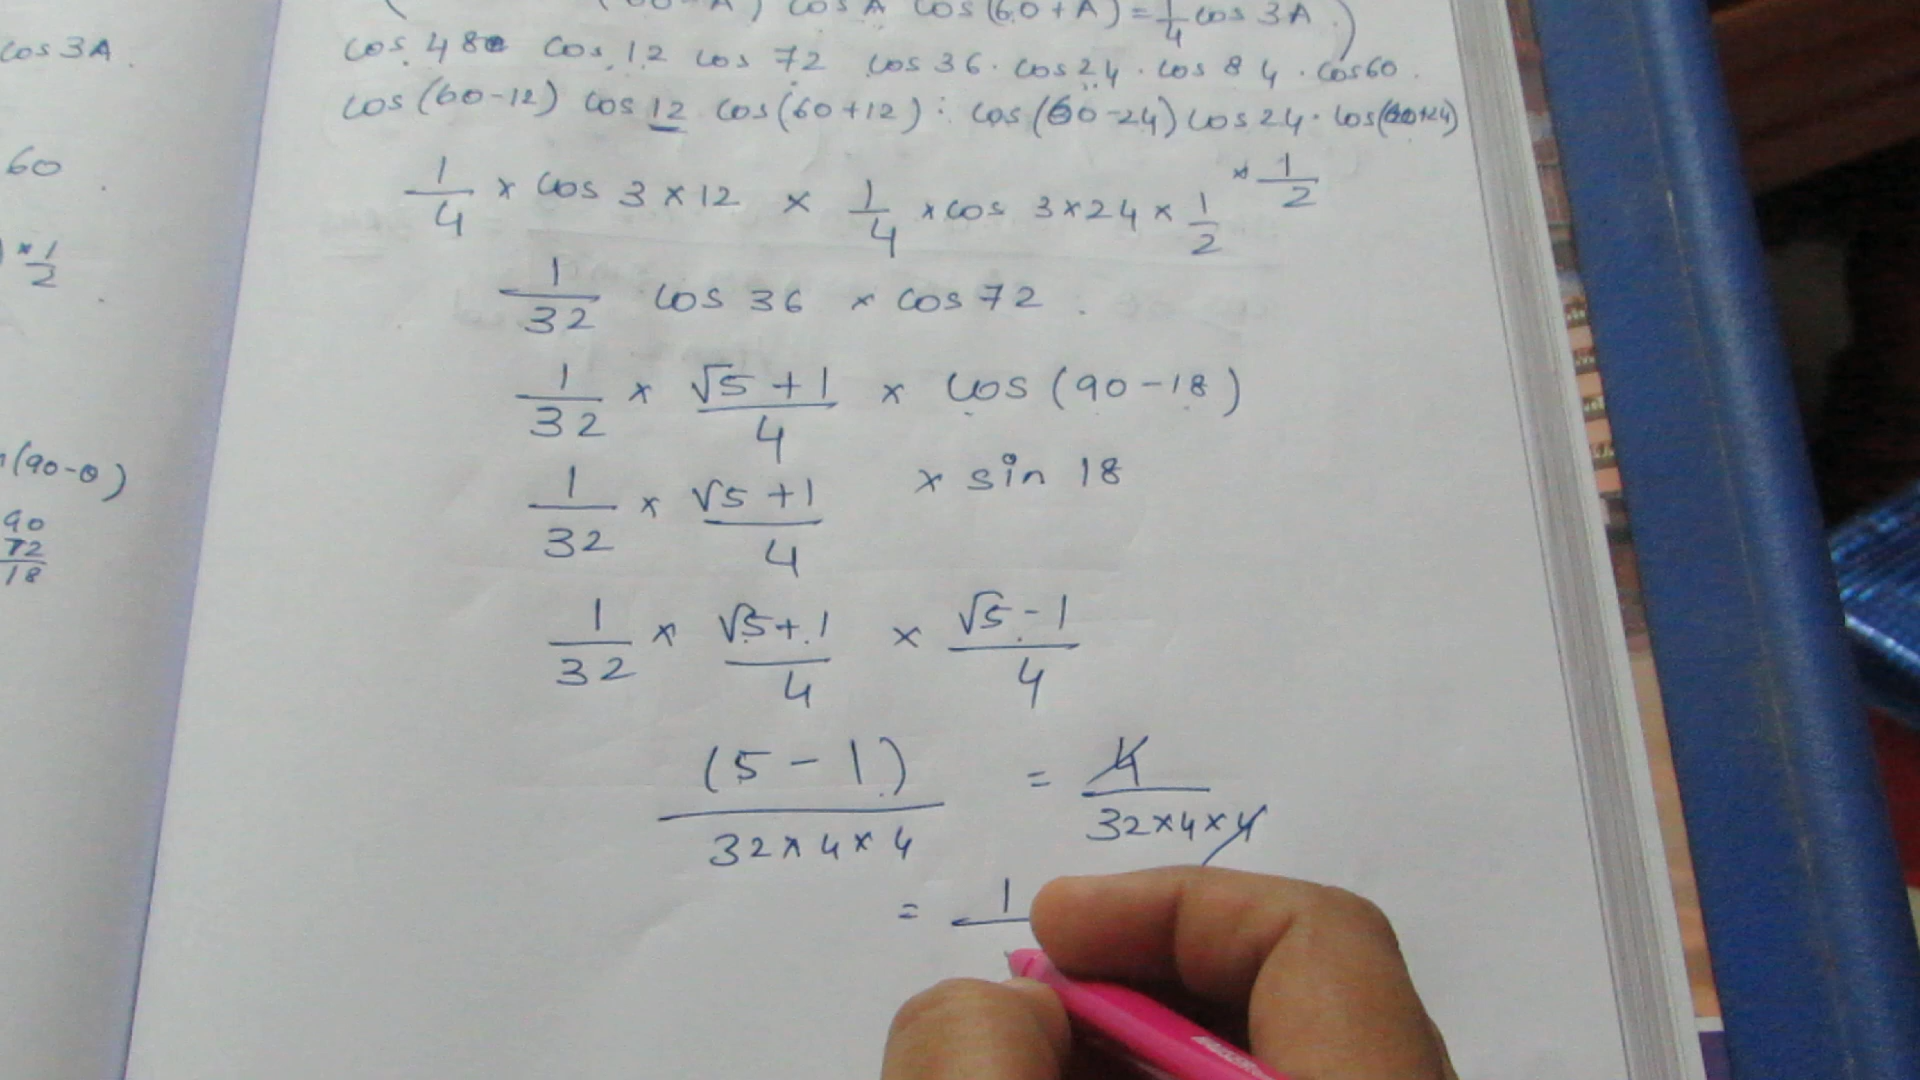 cos A cos(60+A) = 1/4 cos 3A )
cos 3A .
cos 48 cos 12 cos 72 cos 36 . cos 24 . cos 84 . cos 60 .
cos (60-12) cos 12 cos (60+12) : cos (60-24) cos 24 . cos(60+24)
60 .
1/4 × cos 3×12 × 1/4 × cos 3×24 × 1/2 × 1/2
) × 1/2 .
1/32 cos 36 × cos 72 .
1/32 × √5+1/4 × cos (90-18)
(90-θ)
1/32 × √5+1/4 × sin 18
90
72
18
1/32 × √5+1/4 × √5-1/4
(5-1)/32×4×4 = 4/32×4×4
= 1